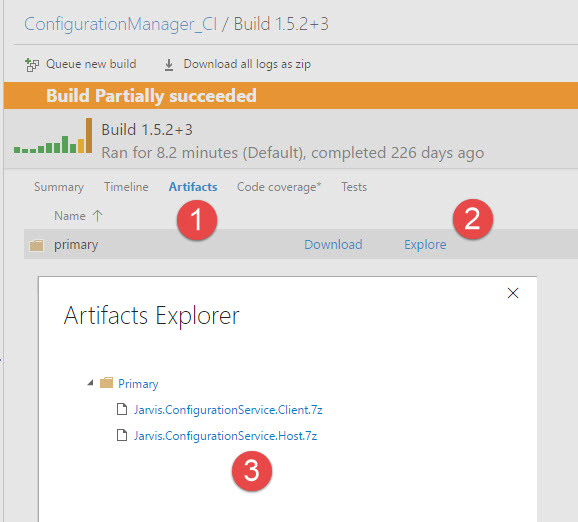 ConfigurationManager_CI / Build 1.5.2+3
Queue new build Download all logs as zip
Build Partially succeeded
Build 1.5.2+3
Ran for 8.2 minutes (Default), completed 226 days ago
Summary Timeline Artifacts Code coverage* Tests
1
2
Name ↑
primary Download Explore
Artifacts Explorer
Primary
Jarvis.ConfigurationService.Client.7z
Jarvis.ConfigurationService.Host.7z
3